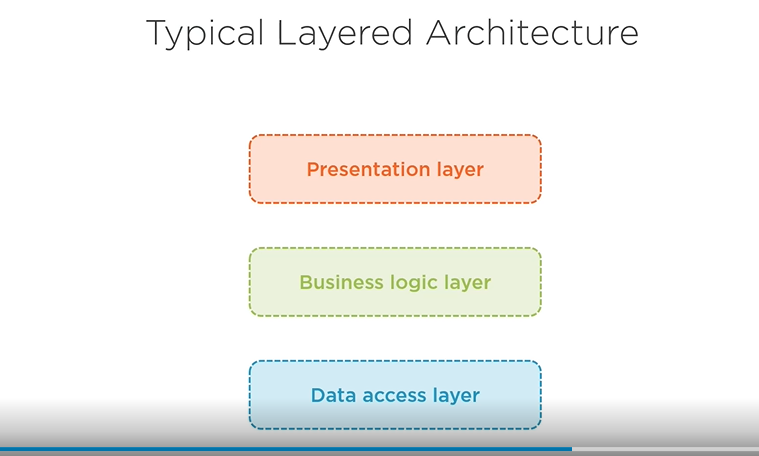 Typical Layered Architecture
Presentation layer
Business logic layer
Data access layer